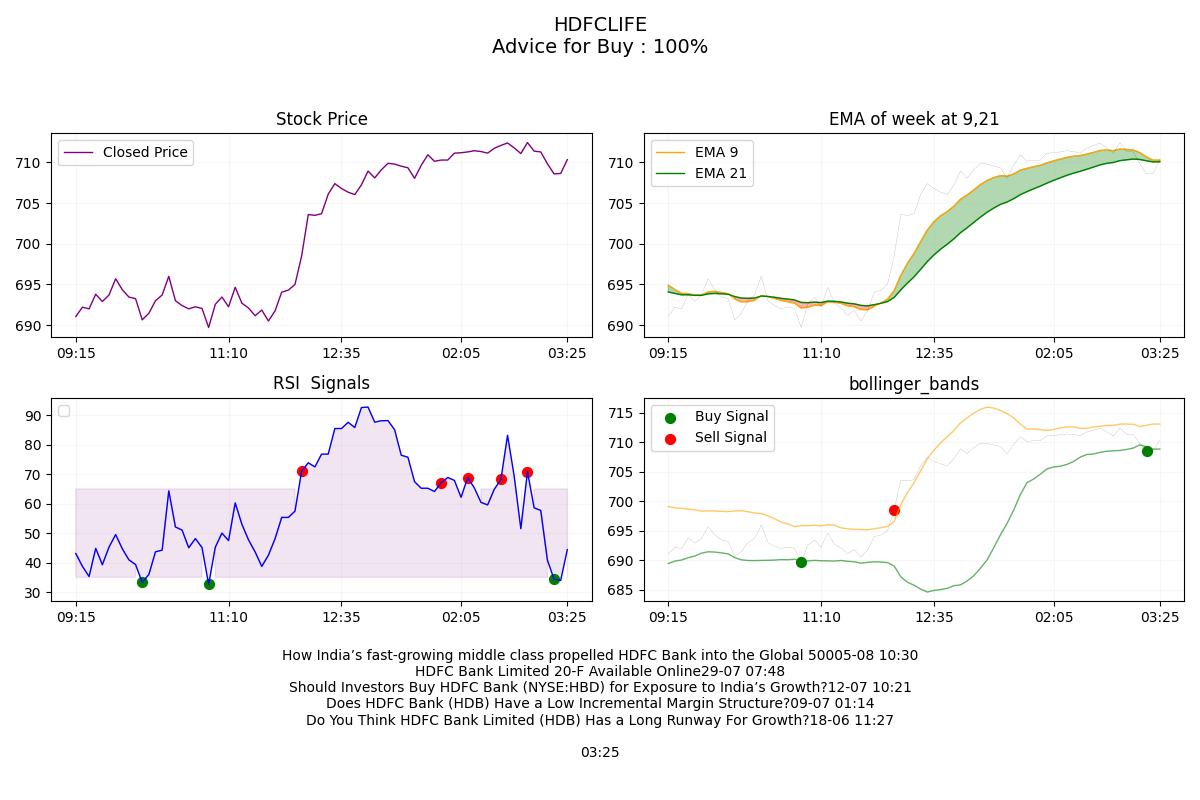 HDFCLIFE
Advice for Buy : 100%
Stock Price
Closed Price
710
705
700
695
690
09:15
11:10
12:35
02:05
03:25
EMA of week at 9,21
EMA 9
EMA 21
710
705
700
695
690
09:15
11:10
12:35
02:05
03:25
RSI  Signals
90
80
70
60
50
40
30
09:15
11:10
12:35
02:05
03:25
bollinger_bands
Buy Signal
Sell Signal
715
710
705
700
695
690
685
09:15
11:10
12:35
02:05
03:25
How India’s fast-growing middle class propelled HDFC Bank into the Global 50005-08 10:30
HDFC Bank Limited 20-F Available Online29-07 07:48
Should Investors Buy HDFC Bank (NYSE:HBD) for Exposure to India’s Growth?12-07 10:21
Does HDFC Bank (HDB) Have a Low Incremental Margin Structure?09-07 01:14
Do You Think HDFC Bank Limited (HDB) Has a Long Runway For Growth?18-06 11:27
03:25